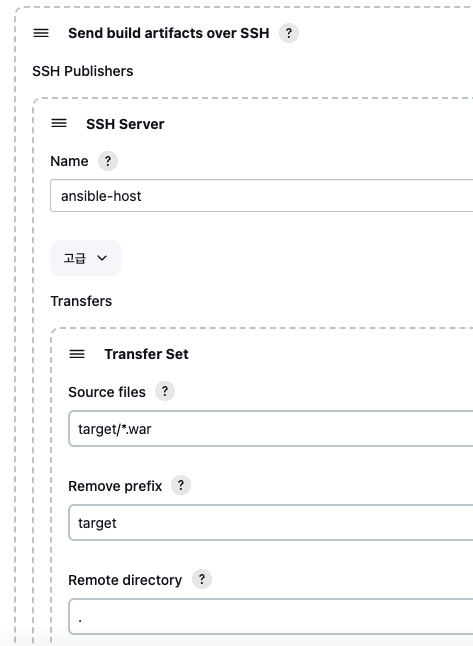 Send build artifacts over SSH ?
SSH Publishers
SSH Server
Name ?
ansible-host
고급
Transfers
Transfer Set
Source files ?
target/*.war
Remove prefix ?
target
Remote directory ?
.